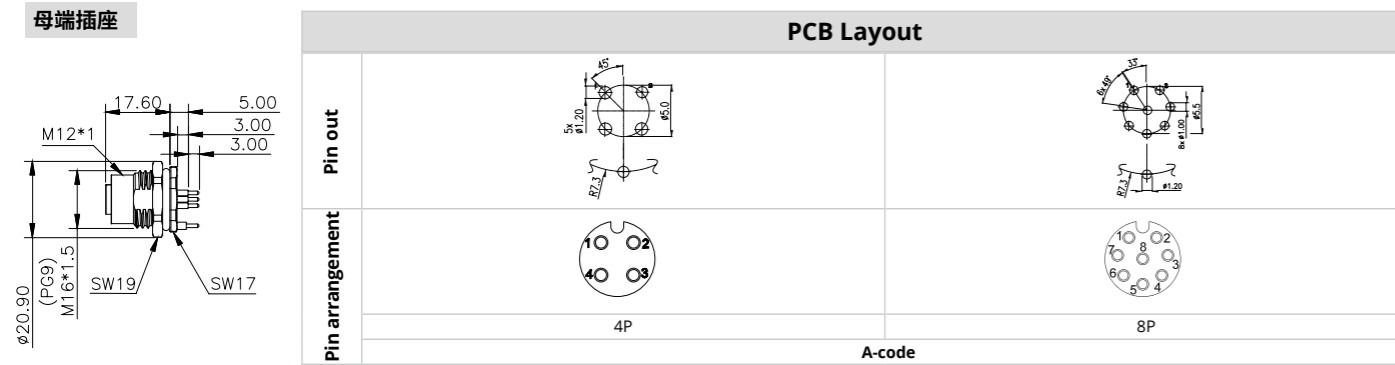 母端插座
17.60
5.00
M12*1
3.00
3.00
ø20.90
(PG9)
M16*1.5
SW19
SW17
PCB Layout
Pin out
45°
5x
ø1.20
ø5.0
R7.3
33°
6x 49°
ø5.5
8x ø1.00
R7.3
ø1.20
Pin arrangement
1 2
4 3
1 2
7 8 3
6 4
5
4P 8P
A-code